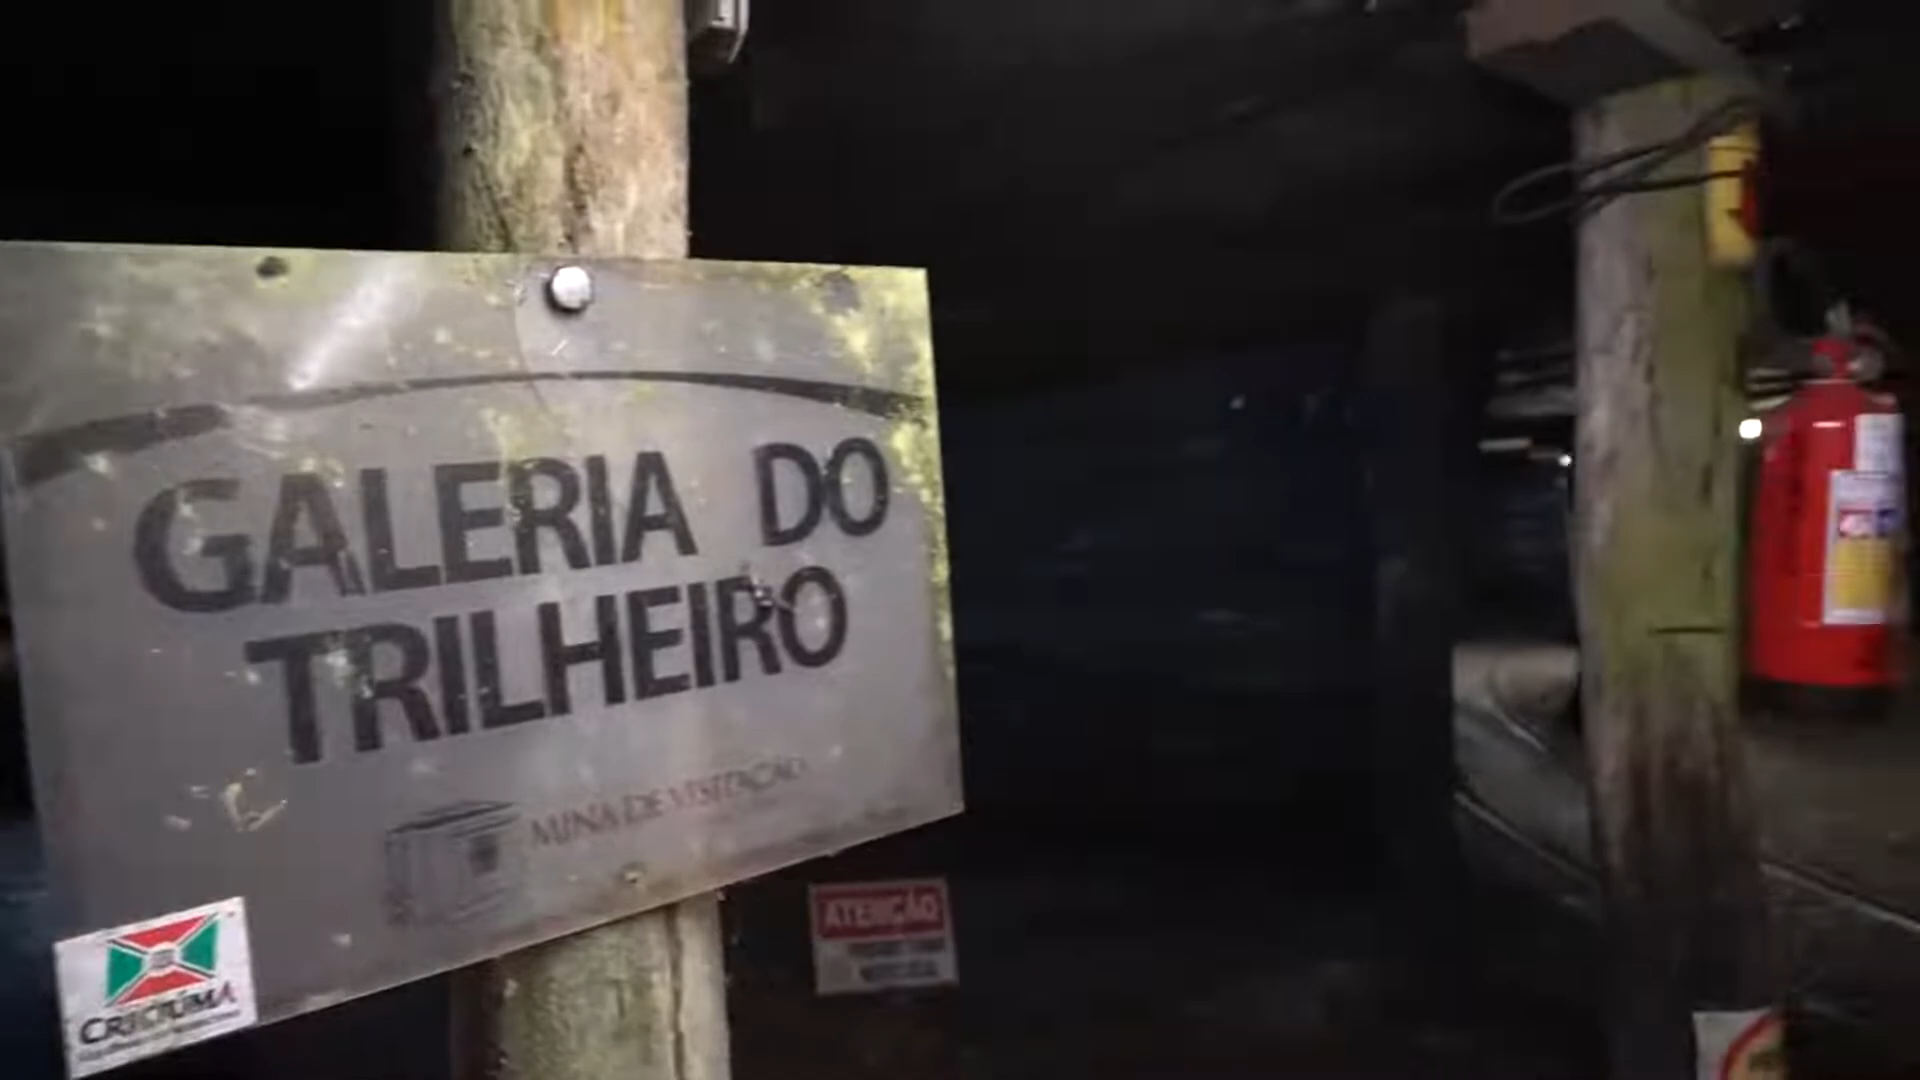 GALERIA DO
TRILHEIRO
MINA DE VISITAÇÃO
CRICIÚMA
ATENÇÃO